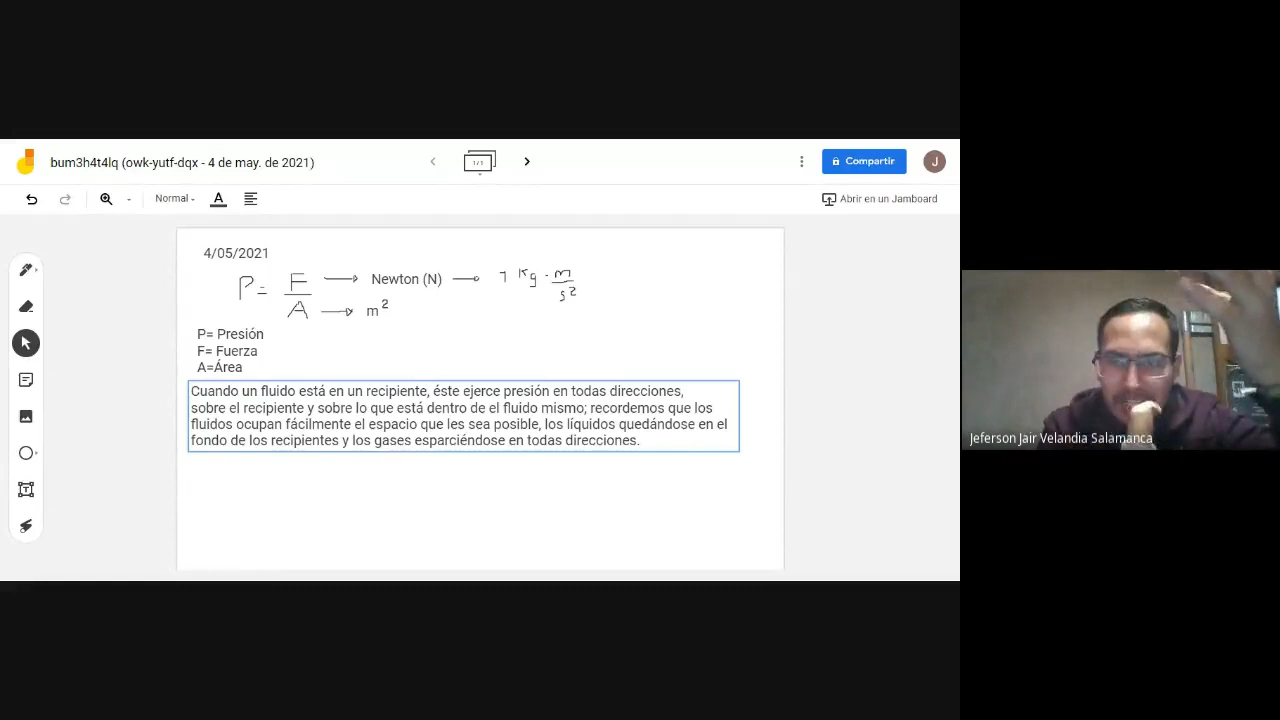 bum3h4t4lq (owk-yutf-dqx - 4 de may. de 2021)
1/1
Compartir
J
Normal
A
Abrir en un Jamboard
4/05/2021
P = F/A
Newton (N)
1 Kg · m/s²
m²
P= Presión
F= Fuerza
A=Área
Cuando un fluido está en un recipiente, éste ejerce presión en todas direcciones,
sobre el recipiente y sobre lo que está dentro de el fluido mismo; recordemos que los
fluidos ocupan fácilmente el espacio que les sea posible, los líquidos quedándose en el
fondo de los recipientes y los gases esparciéndose en todas direcciones.
Jeferson Jair Velandia Salamanca